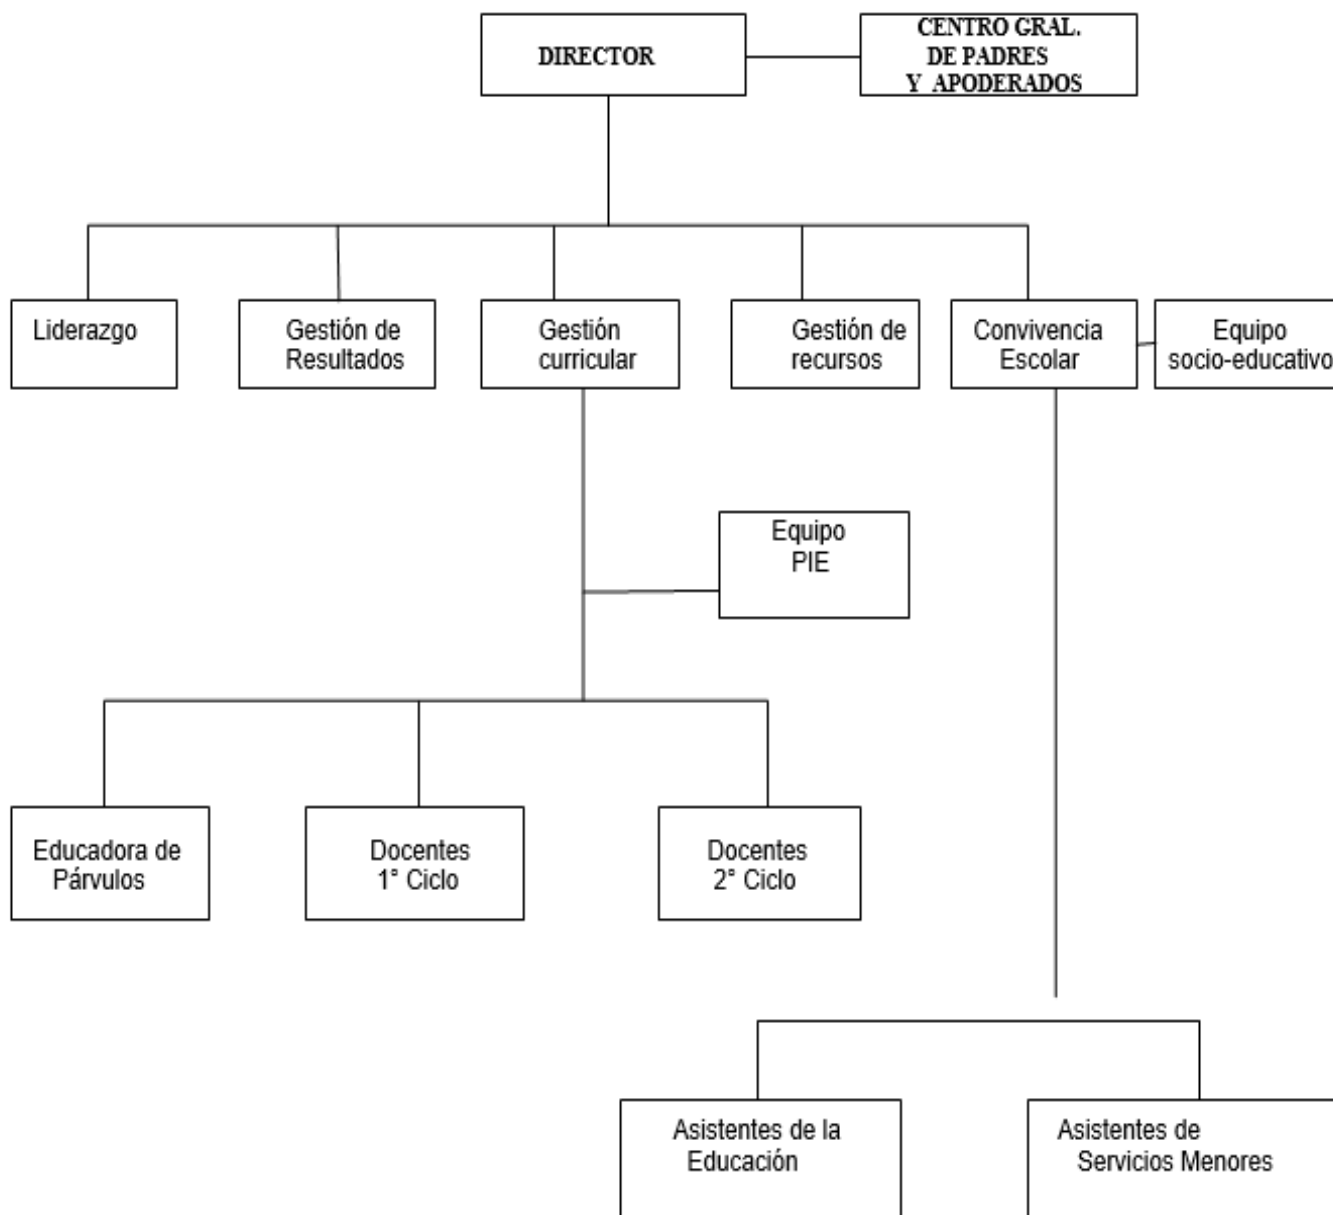 DIRECTOR
CENTRO GRAL.
DE PADRES
Y APODERADOS
Liderazgo
Gestión de
Resultados
Gestión
curricular
Gestión de
recursos
Convivencia
Escolar
Equipo
socio-educativo
Equipo
PIE
Educadora de
Párvulos
Docentes
1° Ciclo
Docentes
2° Ciclo
Asistentes de la
Educación
Asistentes de
Servicios Menores